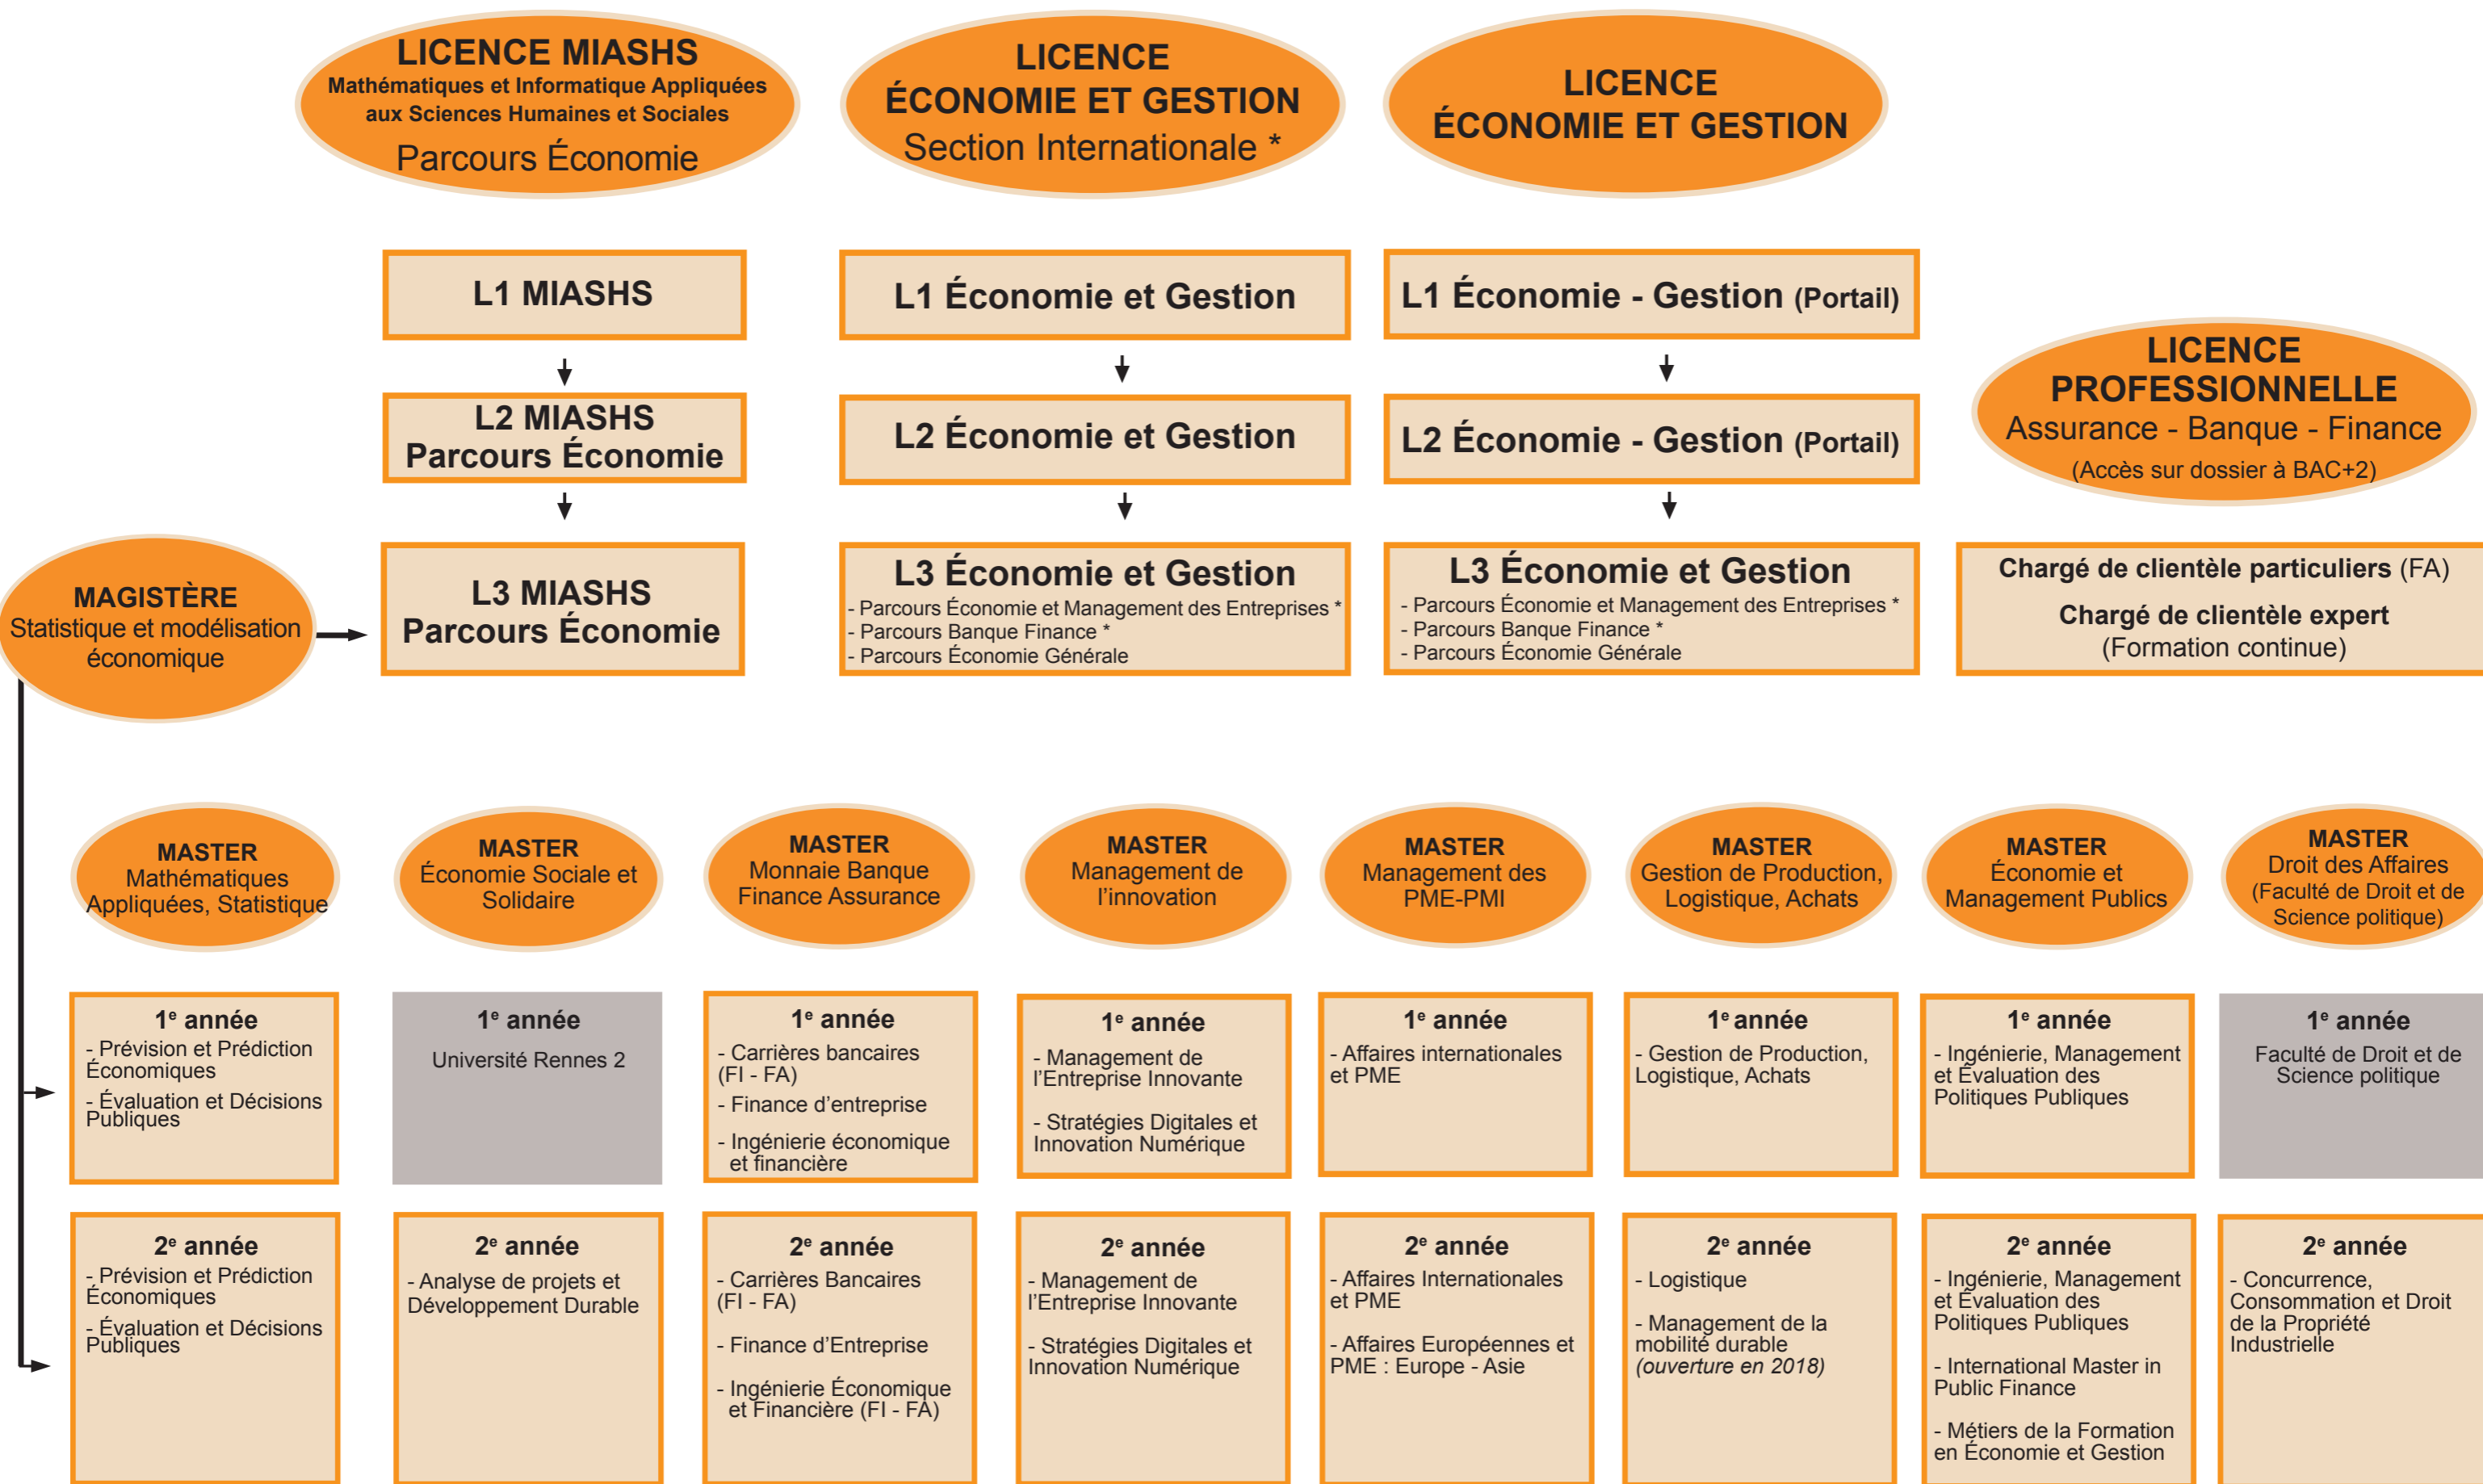 LICENCE MIASHS
Mathématiques et Informatique Appliquées
aux Sciences Humaines et Sociales
Parcours Économie
LICENCE
ÉCONOMIE ET GESTION
Section Internationale *
LICENCE
ÉCONOMIE ET GESTION
L1 MIASHS
L1 Économie et Gestion
L1 Économie - Gestion (Portail)
LICENCE
PROFESSIONNELLE
Assurance - Banque - Finance
(Accès sur dossier à BAC+2)
L2 MIASHS
Parcours Économie
L2 Économie et Gestion
L2 Économie - Gestion (Portail)
MAGISTÈRE
Statistique et modélisation
économique
L3 MIASHS
Parcours Économie
L3 Économie et Gestion
- Parcours Économie et Management des Entreprises *
- Parcours Banque Finance *
- Parcours Économie Générale
L3 Économie et Gestion
- Parcours Économie et Management des Entreprises *
- Parcours Banque Finance *
- Parcours Économie Générale
Chargé de clientèle particuliers (FA)
Chargé de clientèle expert
(Formation continue)
MASTER
Mathématiques
Appliquées, Statistique
MASTER
Économie Sociale et
Solidaire
MASTER
Monnaie Banque
Finance Assurance
MASTER
Management de
l'innovation
MASTER
Management des
PME-PMI
MASTER
Gestion de Production,
Logistique, Achats
MASTER
Économie et
Management Publics
MASTER
Droit des Affaires
(Faculté de Droit et de
Science politique)
1e année
- Prévision et Prédiction
Économiques
- Évaluation et Décisions
Publiques
1e année
Université Rennes 2
1e année
- Carrières bancaires
(FI - FA)
- Finance d'entreprise
- Ingénierie économique
et financière
1e année
- Management de
l'Entreprise Innovante
- Stratégies Digitales et
Innovation Numérique
1e année
- Affaires internationales
et PME
1e année
- Gestion de Production,
Logistique, Achats
1e année
- Ingénierie, Management
et Évaluation des
Politiques Publiques
1e année
Faculté de Droit et de
Science politique
2e année
- Prévision et Prédiction
Économiques
- Évaluation et Décisions
Publiques
2e année
- Analyse de projets et
Développement Durable
2e année
- Carrières Bancaires
(FI - FA)
- Finance d'Entreprise
- Ingénierie Économique
et Financière (FI - FA)
2e année
- Management de
l'Entreprise Innovante
- Stratégies Digitales et
Innovation Numérique
2e année
- Affaires Internationales
et PME
- Affaires Européennes et
PME : Europe - Asie
2e année
- Logistique
- Management de la
mobilité durable
(ouverture en 2018)
2e année
- Ingénierie, Management
et Évaluation des
Politiques Publiques
- International Master in
Public Finance
- Métiers de la Formation
en Économie et Gestion
2e année
- Concurrence,
Consommation et Droit
de la Propriété
Industrielle